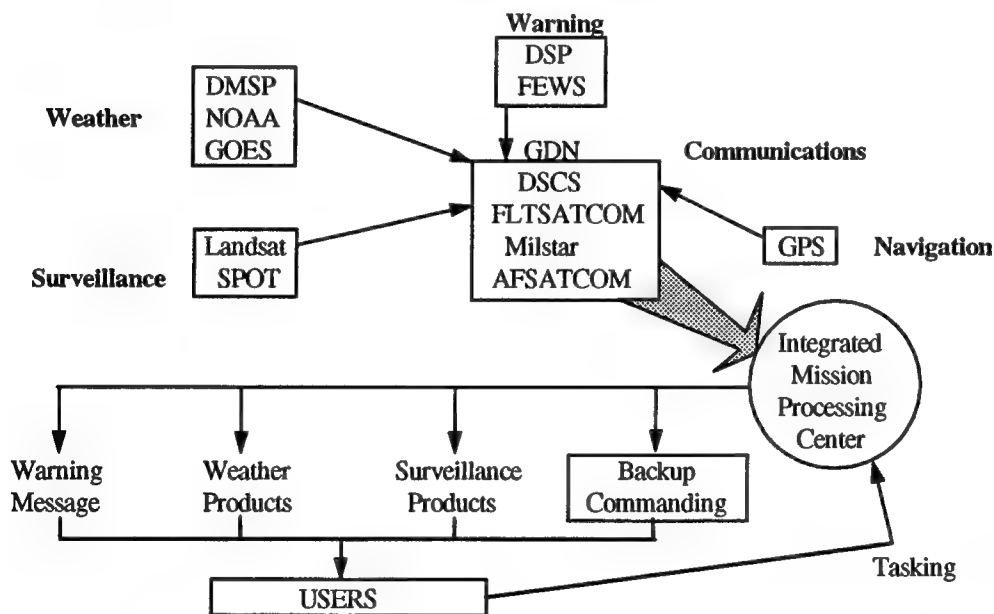 Warning
DSP
FEWS
Weather
DMSP
NOAA
GOES
GDN
DSCS
FLTSATCOM
Milstar
AFSATCOM
Communications
Surveillance
Landsat
SPOT
GPS
Navigation
Integrated
Mission
Processing
Center
Warning
Message
Weather
Products
Surveillance
Products
Backup
Commanding
USERS
Tasking